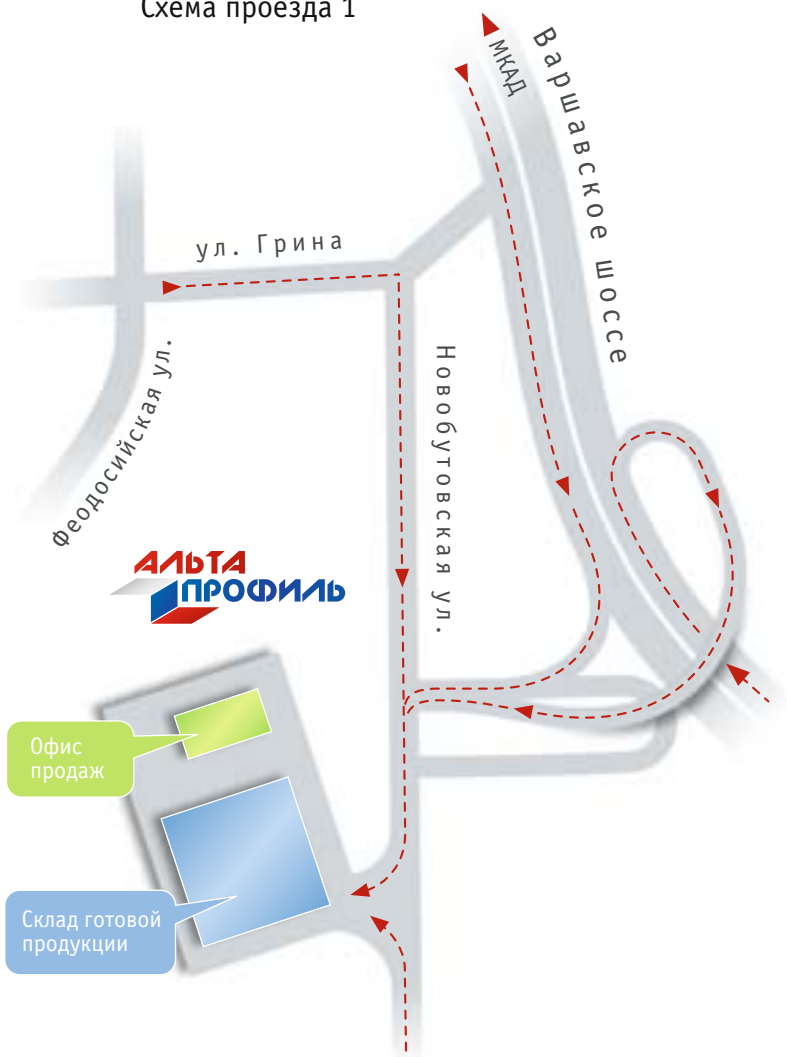 Схема проезда 1
МКАД
Варшавское шоссе
ул. Грина
Новобутовская ул.
Феодосийская ул.
АЛЬТА
ПРОФИЛЬ
Офис
продаж
Склад готовой
продукции